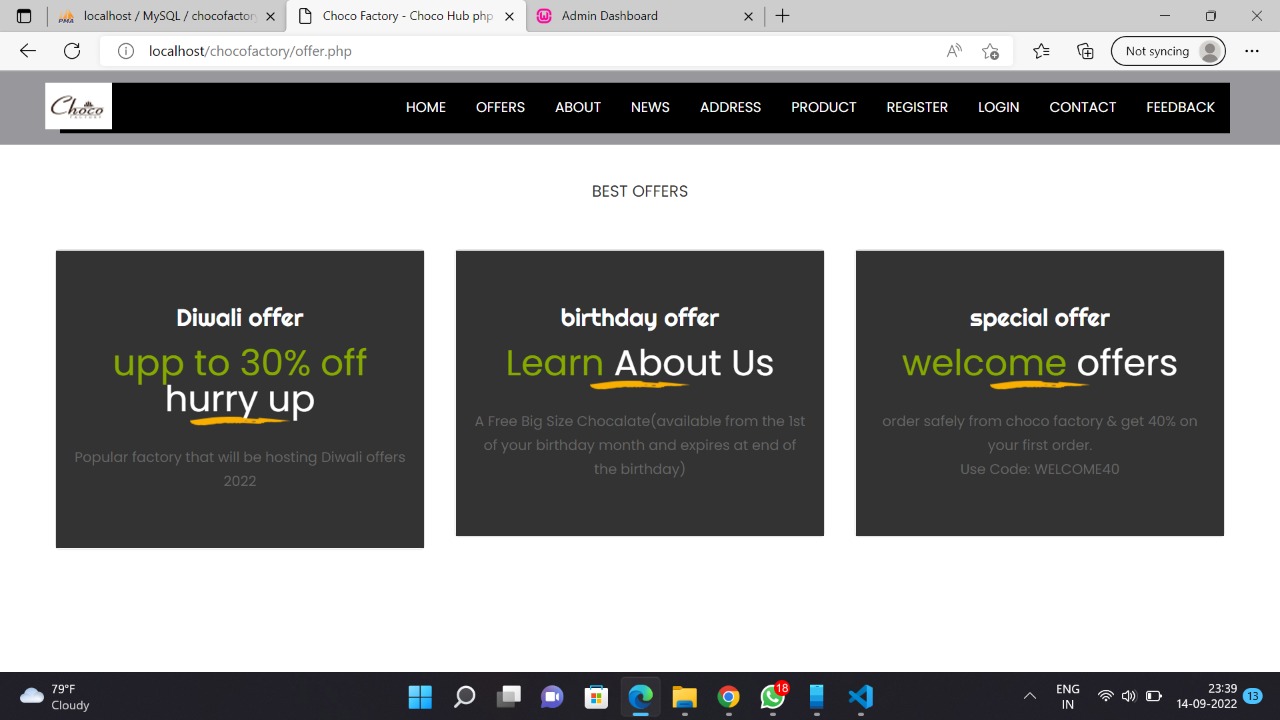 localhost / MySQL / chocofactory
Choco Factory - Choco Hub php
Admin Dashboard
localhost/chocofactory/offer.php
Not syncing
Choco
FACTORY
HOME OFFERS ABOUT NEWS ADDRESS PRODUCT REGISTER LOGIN CONTACT FEEDBACK
BEST OFFERS
Diwali offer
upp to 30% off
hurry up
Popular factory that will be hosting Diwali offers
2022
birthday offer
Learn About Us
A Free Big Size Chocalate(available from the 1st
of your birthday month and expires at end of
the birthday)
special offer
welcome offers
order safely from choco factory & get 40% on
your first order.
Use Code: WELCOME40
79°F
Cloudy
18
ENG
IN
23:39
14-09-2022
13